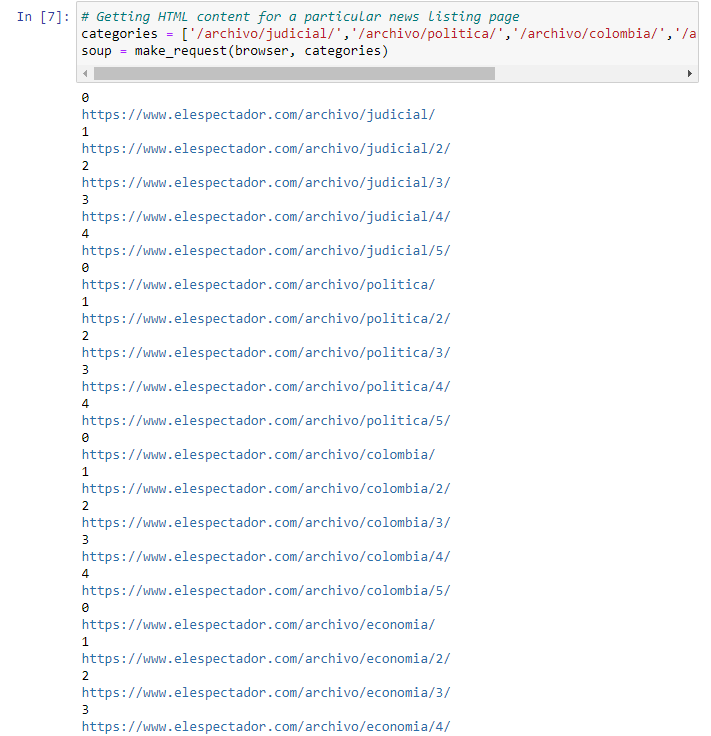 In [7]:
# Getting HTML content for a particular news listing page
categories = ['/archivo/judicial/','/archivo/politica/','/archivo/colombia/','/a
soup = make_request(browser, categories)
0
https://www.elespectador.com/archivo/judicial/
1
https://www.elespectador.com/archivo/judicial/2/
2
https://www.elespectador.com/archivo/judicial/3/
3
https://www.elespectador.com/archivo/judicial/4/
4
https://www.elespectador.com/archivo/judicial/5/
0
https://www.elespectador.com/archivo/politica/
1
https://www.elespectador.com/archivo/politica/2/
2
https://www.elespectador.com/archivo/politica/3/
3
https://www.elespectador.com/archivo/politica/4/
4
https://www.elespectador.com/archivo/politica/5/
0
https://www.elespectador.com/archivo/colombia/
1
https://www.elespectador.com/archivo/colombia/2/
2
https://www.elespectador.com/archivo/colombia/3/
3
https://www.elespectador.com/archivo/colombia/4/
4
https://www.elespectador.com/archivo/colombia/5/
0
https://www.elespectador.com/archivo/economia/
1
https://www.elespectador.com/archivo/economia/2/
2
https://www.elespectador.com/archivo/economia/3/
3
https://www.elespectador.com/archivo/economia/4/